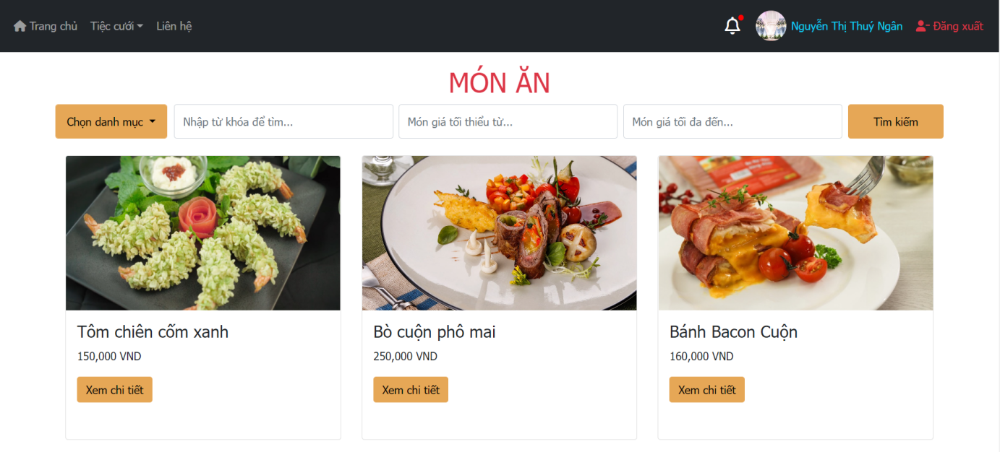 Trang chủ Tiệc cưới Liên hệ Nguyễn Thị Thuý Ngân Đăng xuất
MÓN ĂN
Chọn danh mục Nhập từ khóa để tìm... Món giá tối thiểu từ... Món giá tối đa đến... Tìm kiếm
Tôm chiên cốm xanh Bò cuộn phô mai Bánh Bacon Cuộn
150,000 VND 250,000 VND 160,000 VND
Xem chi tiết Xem chi tiết Xem chi tiết